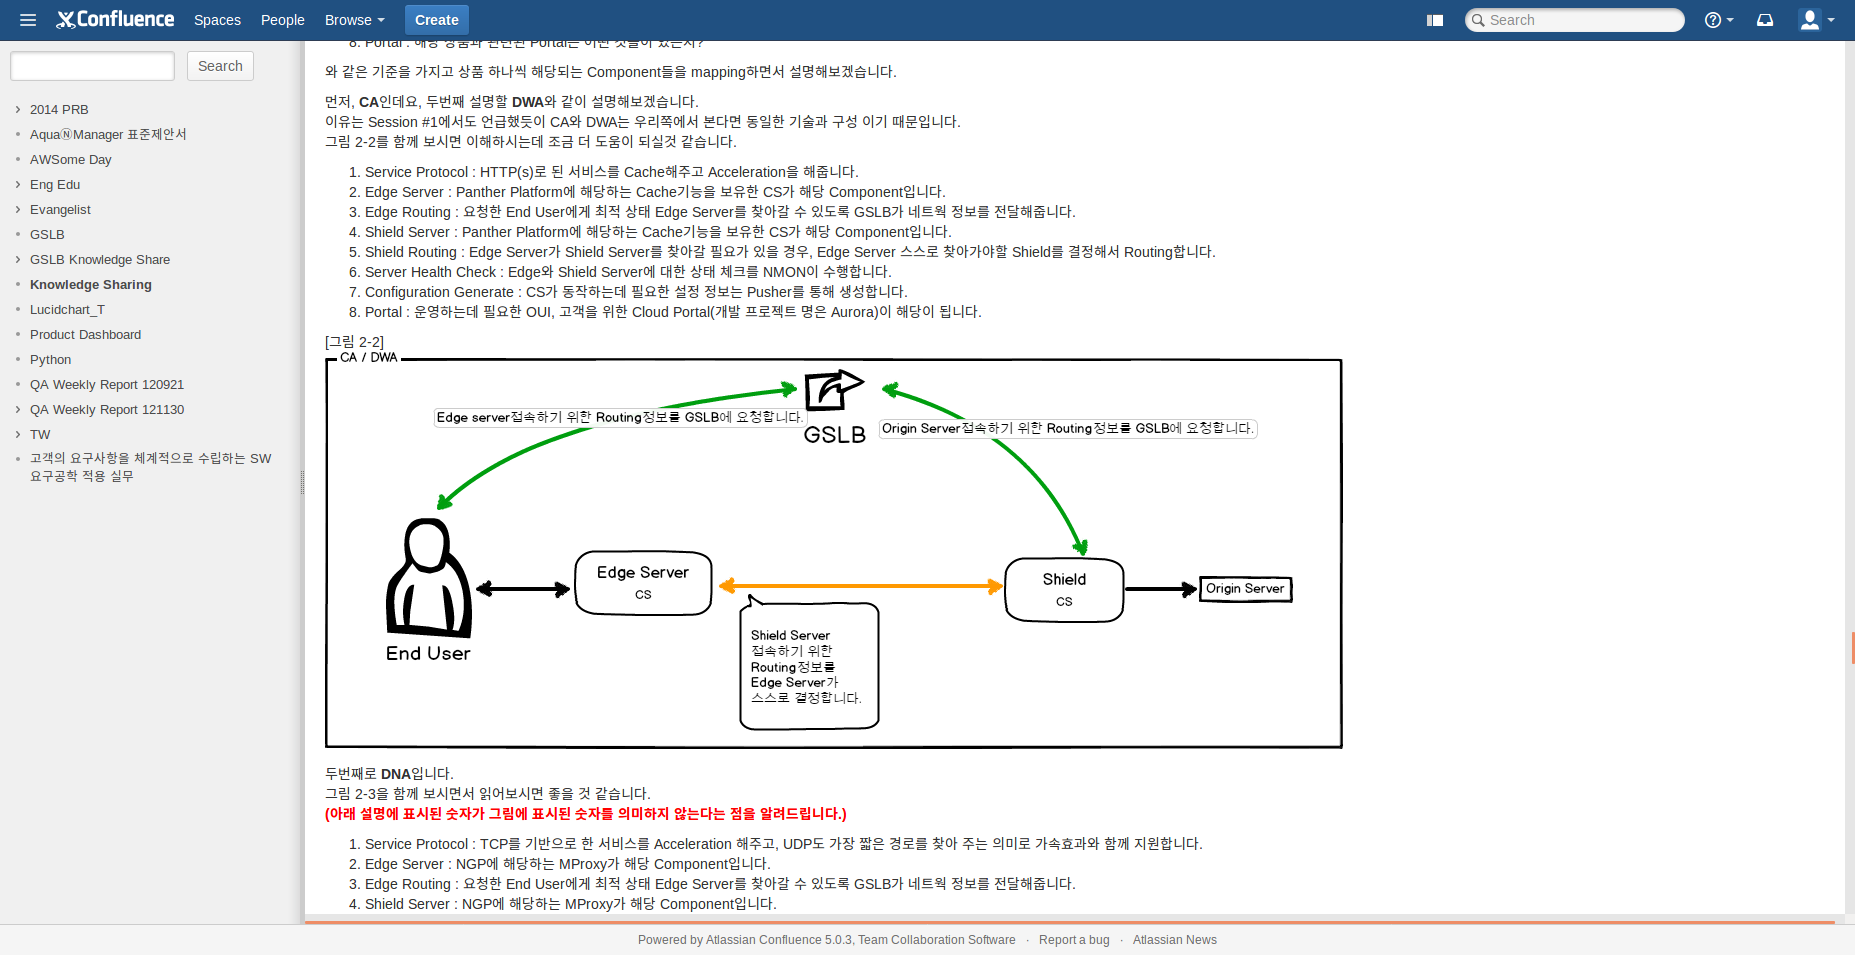 Confluence Spaces People Browse Create Search
Search
2014 PRB
AquaⓃManager 표준제안서
AWSome Day
Eng Edu
Evangelist
GSLB
GSLB Knowledge Share
Knowledge Sharing
Lucidchart_T
Product Dashboard
Python
QA Weekly Report 120921
QA Weekly Report 121130
TW
고객의 요구사항을 체계적으로 수립하는 SW
요구공학 적용 실무
8. Portal : 해당 상품과 관련된 Portal은 어떤 것들이 있는지?
와 같은 기준을 가지고 상품 하나씩 해당되는 Component들을 mapping하면서 설명해보겠습니다.
먼저, CA인데요, 두번째 설명할 DWA와 같이 설명해보겠습니다.
이유는 Session #1에서도 언급했듯이 CA와 DWA는 우리쪽에서 본다면 동일한 기술과 구성 이기 때문입니다.
그림 2-2를 함께 보시면 이해하시는데 조금 더 도움이 되실것 같습니다.
1. Service Protocol : HTTP(s)로 된 서비스를 Cache해주고 Acceleration을 해줍니다.
2. Edge Server : Panther Platform에 해당하는 Cache기능을 보유한 CS가 해당 Component입니다.
3. Edge Routing : 요청한 End User에게 최적 상태 Edge Server를 찾아갈 수 있도록 GSLB가 네트웍 정보를 전달해줍니다.
4. Shield Server : Panther Platform에 해당하는 Cache기능을 보유한 CS가 해당 Component입니다.
5. Shield Routing : Edge Server가 Shield Server를 찾아갈 필요가 있을 경우, Edge Server 스스로 찾아가야할 Shield를 결정해서 Routing합니다.
6. Server Health Check : Edge와 Shield Server에 대한 상태 체크를 NMON이 수행합니다.
7. Configuration Generate : CS가 동작하는데 필요한 설정 정보는 Pusher를 통해 생성합니다.
8. Portal : 운영하는데 필요한 OUI, 고객을 위한 Cloud Portal(개발 프로젝트 명은 Aurora)이 해당이 됩니다.
[그림 2-2]
CA / DWA
Edge server접속하기 위한 Routing정보를 GSLB에 요청합니다.
GSLB
Origin Server접속하기 위한 Routing정보를 GSLB에 요청합니다.
End User
Edge Server
CS
Shield
CS
Origin Server
Shield Server
접속하기 위한
Routing정보를
Edge Server가
스스로 결정합니다.
두번째로 DNA입니다.
그림 2-3을 함께 보시면서 읽어보시면 좋을 것 같습니다.
(아래 설명에 표시된 숫자가 그림에 표시된 숫자를 의미하지 않는다는 점을 알려드립니다.)
1. Service Protocol : TCP를 기반으로 한 서비스를 Acceleration 해주고, UDP도 가장 짧은 경로를 찾아 주는 의미로 가속효과와 함께 지원합니다.
2. Edge Server : NGP에 해당하는 MProxy가 해당 Component입니다.
3. Edge Routing : 요청한 End User에게 최적 상태 Edge Server를 찾아갈 수 있도록 GSLB가 네트웍 정보를 전달해줍니다.
4. Shield Server : NGP에 해당하는 MProxy가 해당 Component입니다.
Powered by Atlassian Confluence 5.0.3, Team Collaboration Software · Report a bug · Atlassian News